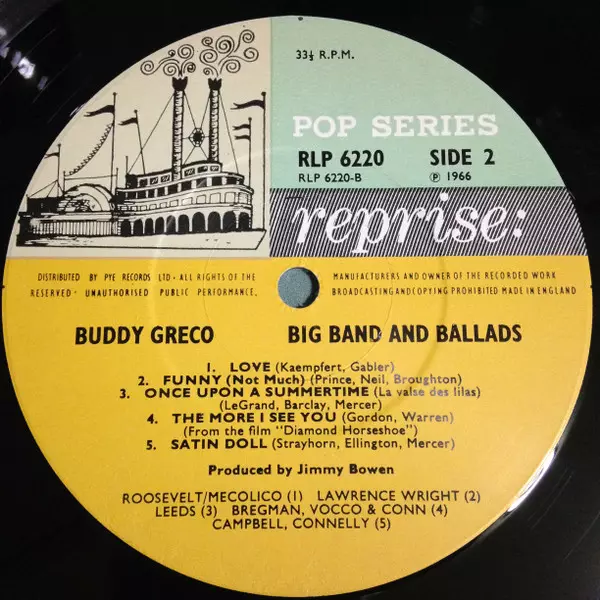 33⅓ R.P.M.
POP SERIES
RLP 6220 SIDE 2
RLP 6220-B ℗ 1966
reprise:
DISTRIBUTED BY PYE RECORDS LTD · ALL RIGHTS OF THE
RESERVED · UNAUTHORISED PUBLIC PERFORMANCE.
MANUFACTURERS AND OWNER OF THE RECORDED WORK
BROADCASTING AND COPYING PROHIBITED MADE IN ENGLAND
BUDDY GRECO BIG BAND AND BALLADS
1. LOVE (Kaempfert, Gabler)
2. FUNNY (Not Much) (Prince, Neil, Broughton)
3. ONCE UPON A SUMMERTIME (La valse des lilas)
(LeGrand, Barclay, Mercer)
4. THE MORE I SEE YOU (Gordon, Warren)
(From the film "Diamond Horseshoe")
5. SATIN DOLL (Strayhorn, Ellington, Mercer)
Produced by Jimmy Bowen
ROOSEVELT/MECOLICO (1) LAWRENCE WRIGHT (2)
LEEDS (3) BREGMAN, VOCCO & CONN (4)
CAMPBELL, CONNELLY (5)